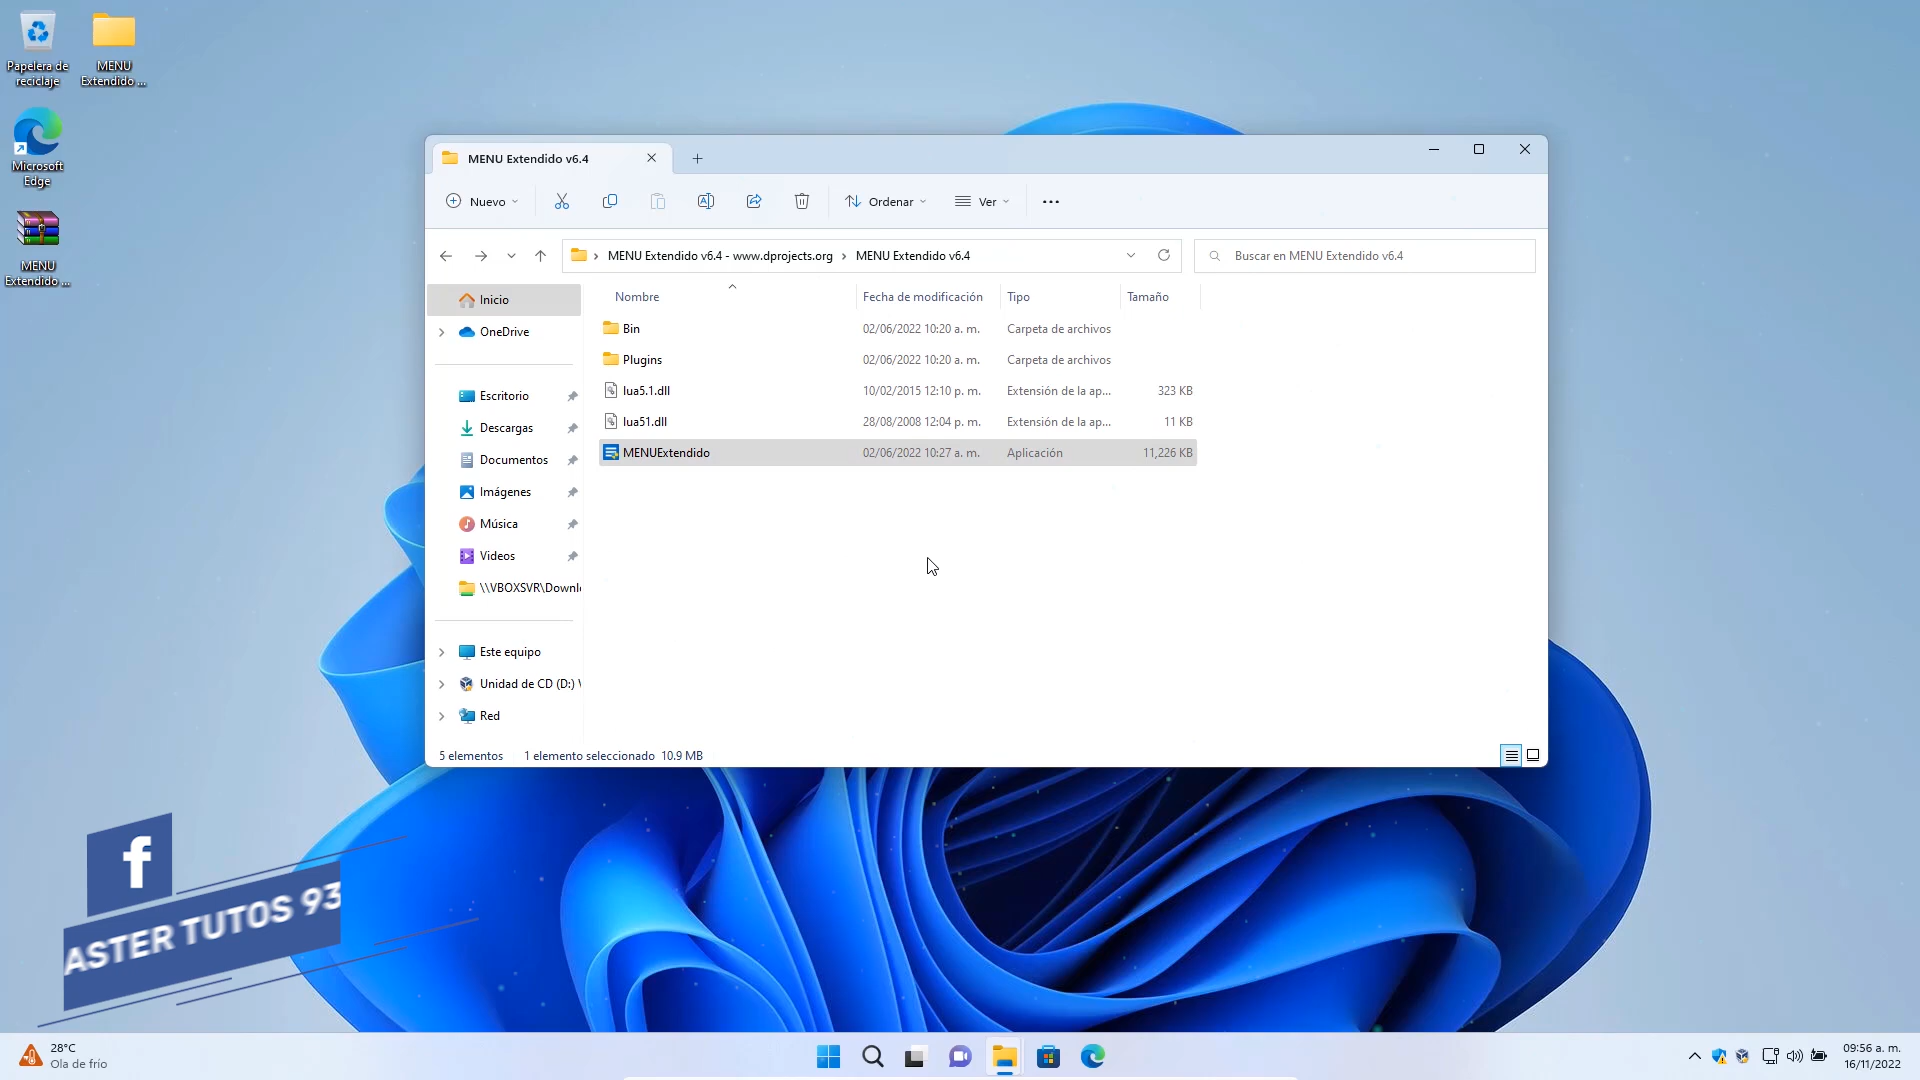 Papelera de
reciclaje
MENU
Extendido ...
Microsoft
Edge
MENU
Extendido ...
MENU Extendido v6.4
Nuevo
Ordenar
Ver
MENU Extendido v6.4 - www.dprojects.org
MENU Extendido v6.4
Buscar en MENU Extendido v6.4
Inicio
OneDrive
Escritorio
Descargas
Documentos
Imágenes
Música
Videos
\\VBOXSVR\Downl
Este equipo
Unidad de CD (D:)
Red
Nombre Fecha de modificación Tipo Tamaño
Bin 02/06/2022 10:20 a. m. Carpeta de archivos
Plugins 02/06/2022 10:20 a. m. Carpeta de archivos
lua5.1.dll 10/02/2015 12:10 p. m. Extensión de la ap... 323 KB
lua51.dll 28/08/2008 12:04 p. m. Extensión de la ap... 11 KB
MENUExtendido 02/06/2022 10:27 a. m. Aplicación 11,226 KB
5 elementos 1 elemento seleccionado 10.9 MB
f
ASTER TUTOS 93
28°C
Ola de frío
09:56 a. m.
16/11/2022